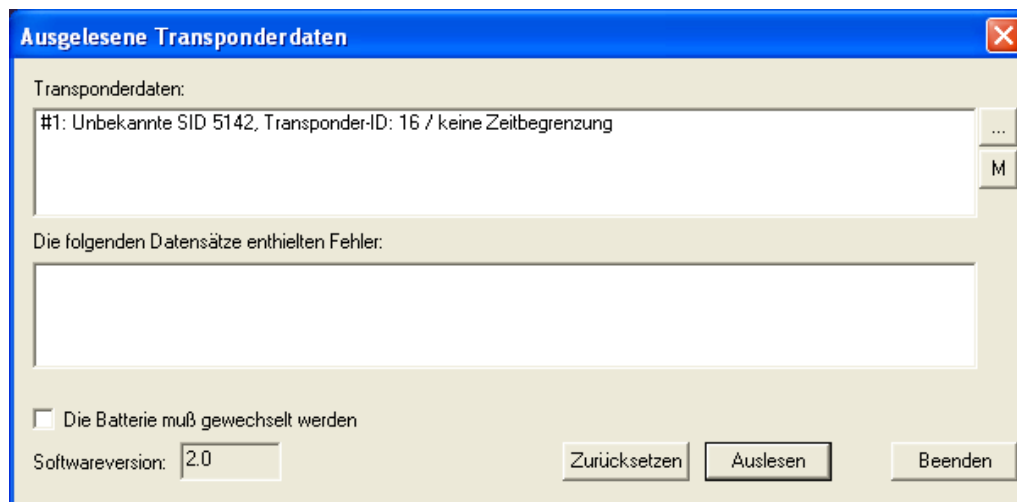 Ausgelesene Transponderdaten
Transponderdaten:
#1: Unbekannte SID 5142, Transponder-ID: 16 / keine Zeitbegrenzung
...
M
Die folgenden Datensätze enthielten Fehler:
Die Batterie muß gewechselt werden
Softwareversion: 2.0 Zurücksetzen Auslesen Beenden